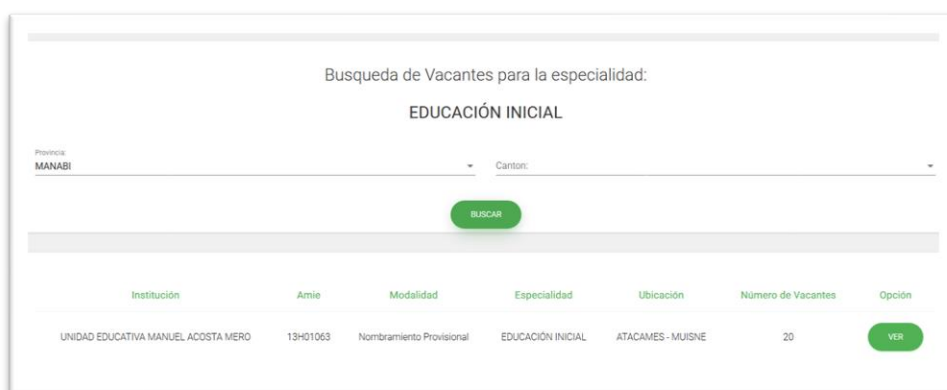 Busqueda de Vacantes para la especialidad:
EDUCACIÓN INICIAL
Provincia:
MANABI
Canton:
BUSCAR
Institución Amie Modalidad Especialidad Ubicación Número de Vacantes Opción
UNIDAD EDUCATIVA MANUEL ACOSTA MERO 13H01063 Nombramiento Provisional EDUCACIÓN INICIAL ATACAMES - MUISNE 20 VER